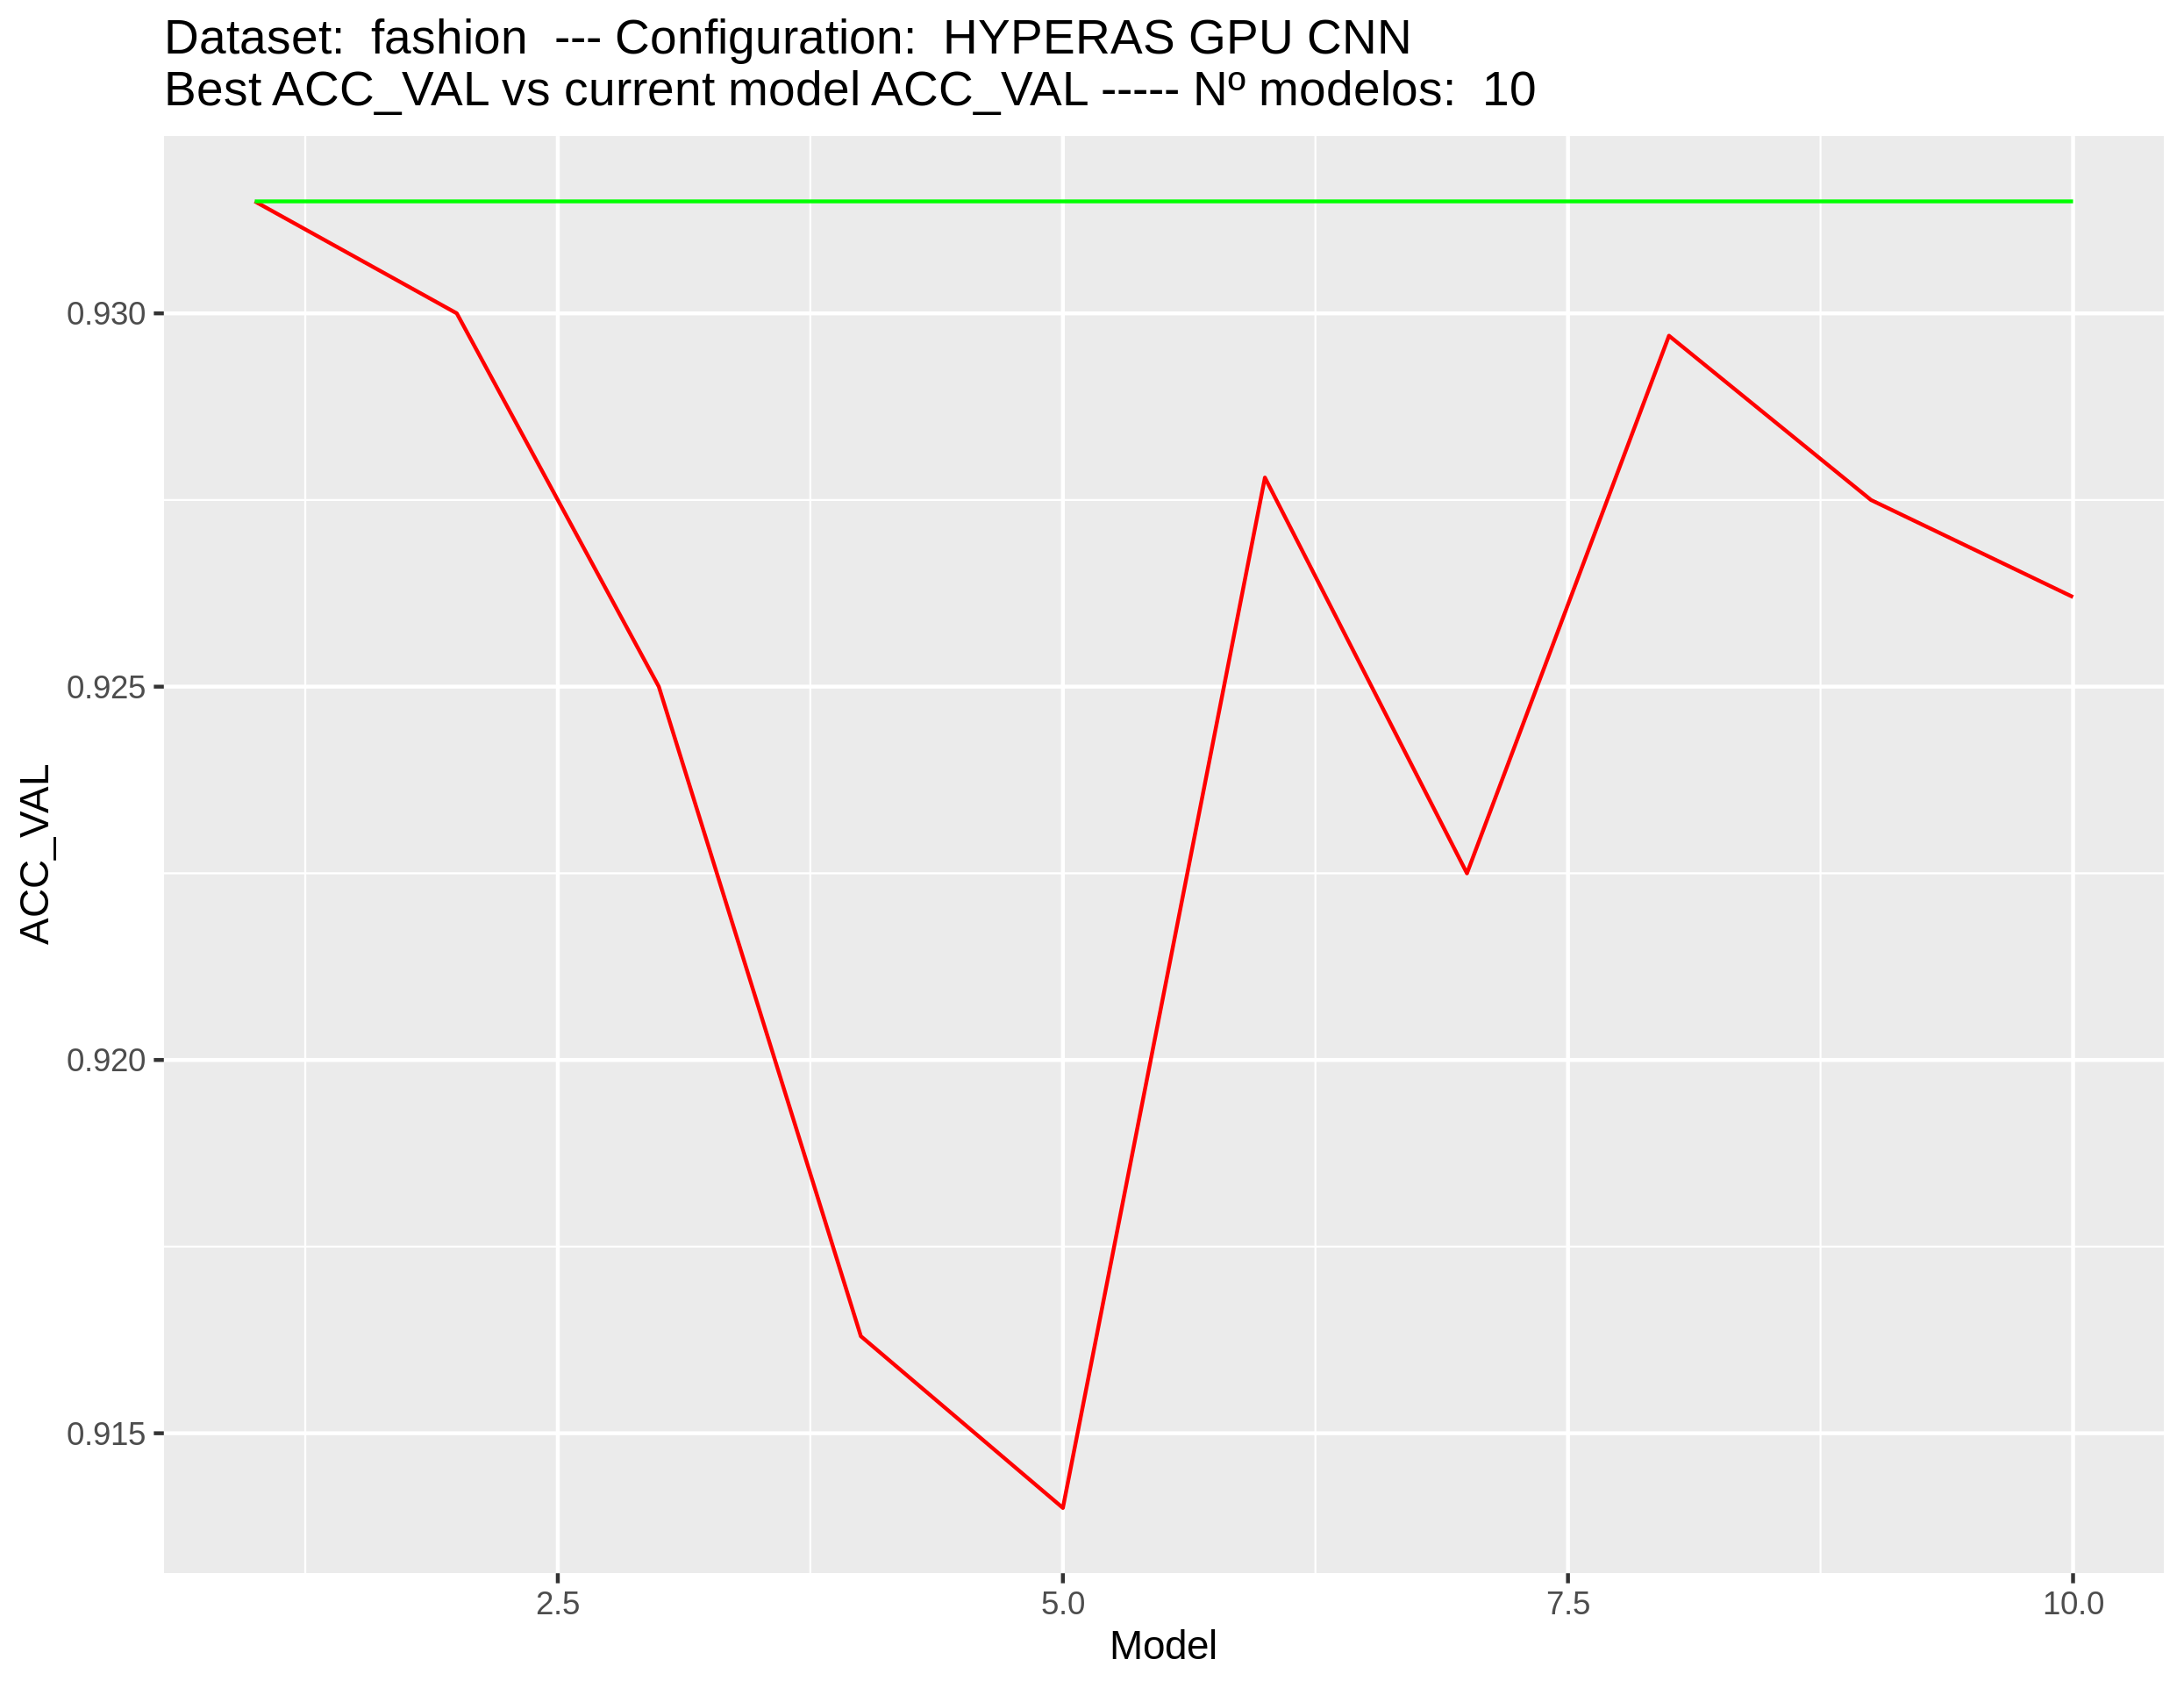 Dataset:  fashion  --- Configuration:  HYPERAS GPU CNN
Best ACC_VAL vs current model ACC_VAL ----- Nº modelos:  10
0.930
0.925
0.920
0.915
ACC_VAL
2.5 5.0 7.5 10.0
Model